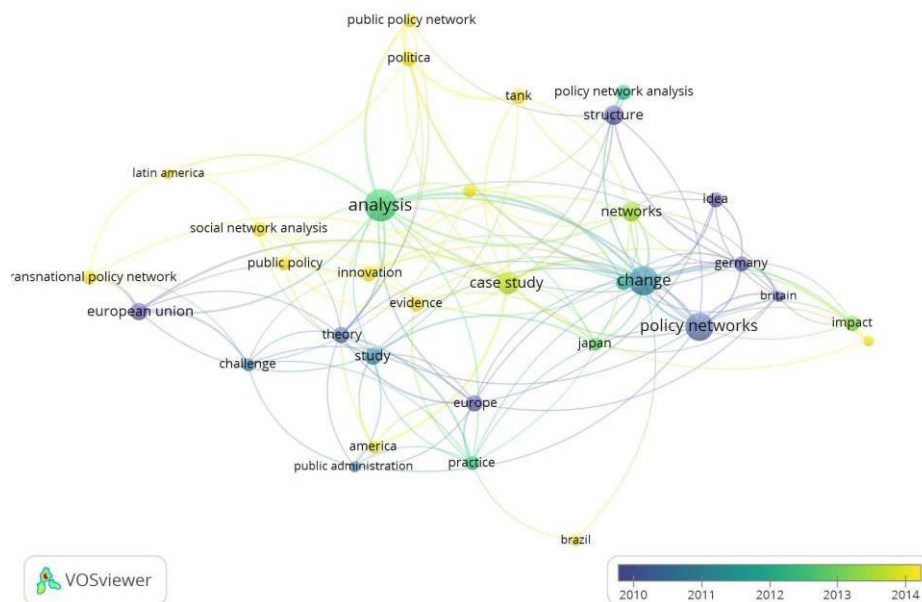 public policy network
politica
tank
policy network analysis
structure
latin america
idea
analysis
networks
social network analysis
ransnational policy network
public policy
innovation
germany
case study
change
britain
european union
evidence
policy networks
impact
theory
japan
challenge
study
europe
america
public administration
practice
brazil
VOSviewer
2010 2011 2012 2013 2014